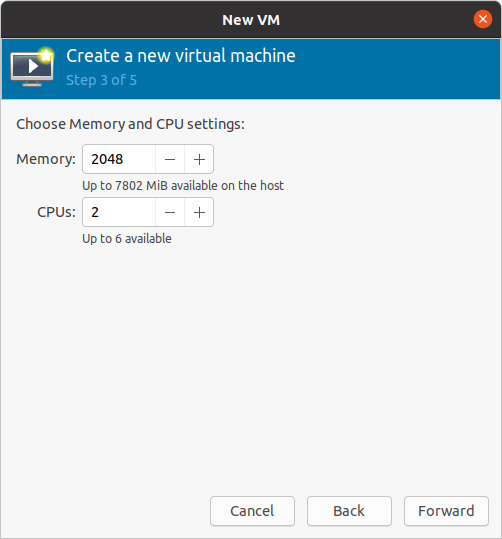 New VM
Create a new virtual machine
Step 3 of 5
Choose Memory and CPU settings:
Memory: 2048 − +
Up to 7802 MiB available on the host
CPUs: 2 − +
Up to 6 available
Cancel Back Forward